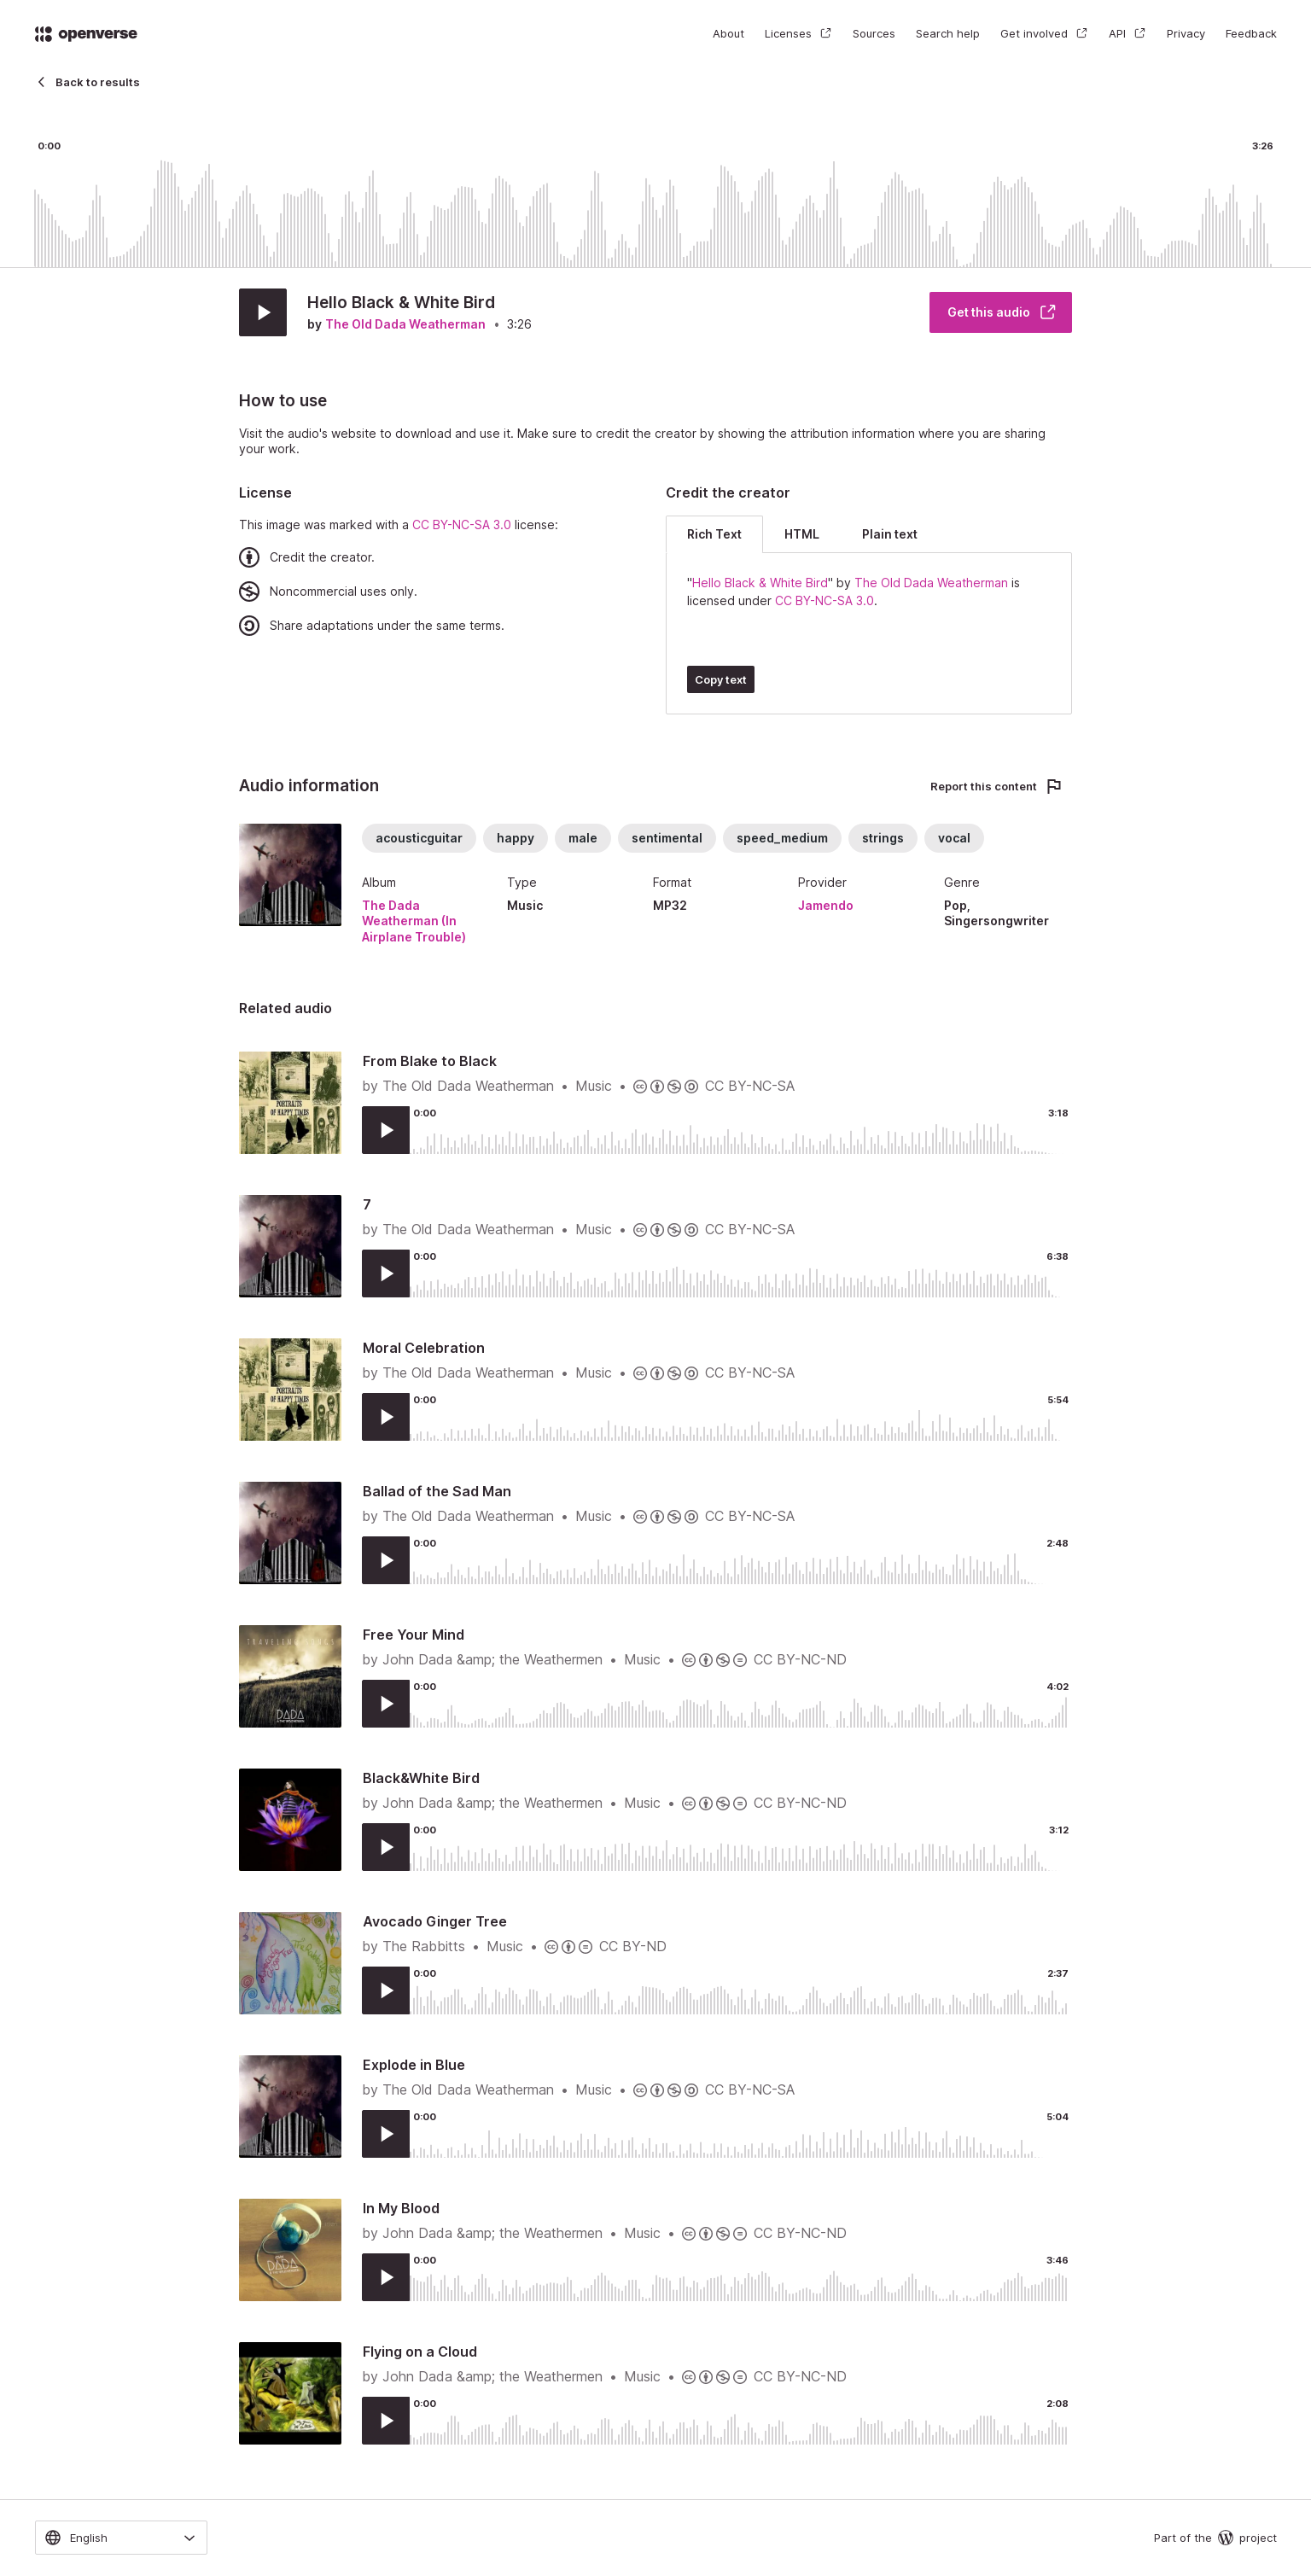 openverse
About Licenses Sources Search help Get involved API Privacy Feedback
Back to results
0:00 3:26
Hello Black & White Bird
by The Old Dada Weatherman • 3:26
Get this audio
How to use
Visit the audio's website to download and use it. Make sure to credit the creator by showing the attribution information where you are sharing
your work.
License
This image was marked with a CC BY-NC-SA 3.0 license:
Credit the creator.
Noncommercial uses only.
Share adaptations under the same terms.
Credit the creator
Rich Text HTML Plain text
"Hello Black & White Bird" by The Old Dada Weatherman is
licensed under CC BY-NC-SA 3.0.
Copy text
Audio information
Report this content
acousticguitar happy male sentimental speed_medium strings vocal
Album
The Dada
Weatherman (In
Airplane Trouble)
Type
Music
Format
MP32
Provider
Jamendo
Genre
Pop,
Singersongwriter
Related audio
PORTRAITS
OF HAPPY TIMES
From Blake to Black
by The Old Dada Weatherman • Music • CC BY-NC-SA
0:00 3:18
7
by The Old Dada Weatherman • Music • CC BY-NC-SA
0:00 6:38
PORTRAITS
OF HAPPY TIMES
Moral Celebration
by The Old Dada Weatherman • Music • CC BY-NC-SA
0:00 5:54
Ballad of the Sad Man
by The Old Dada Weatherman • Music • CC BY-NC-SA
0:00 2:48
DADA
Free Your Mind
by John Dada &amp; the Weathermen • Music • CC BY-NC-ND
0:00 4:02
Black&White Bird
by John Dada &amp; the Weathermen • Music • CC BY-NC-ND
0:00 3:12
Avocado Ginger Tree
by The Rabbitts • Music • CC BY-ND
0:00 2:37
Explode in Blue
by The Old Dada Weatherman • Music • CC BY-NC-SA
0:00 5:04
DADA
In My Blood
by John Dada &amp; the Weathermen • Music • CC BY-NC-ND
0:00 3:46
Flying on a Cloud
by John Dada &amp; the Weathermen • Music • CC BY-NC-ND
0:00 2:08
English
Part of the project